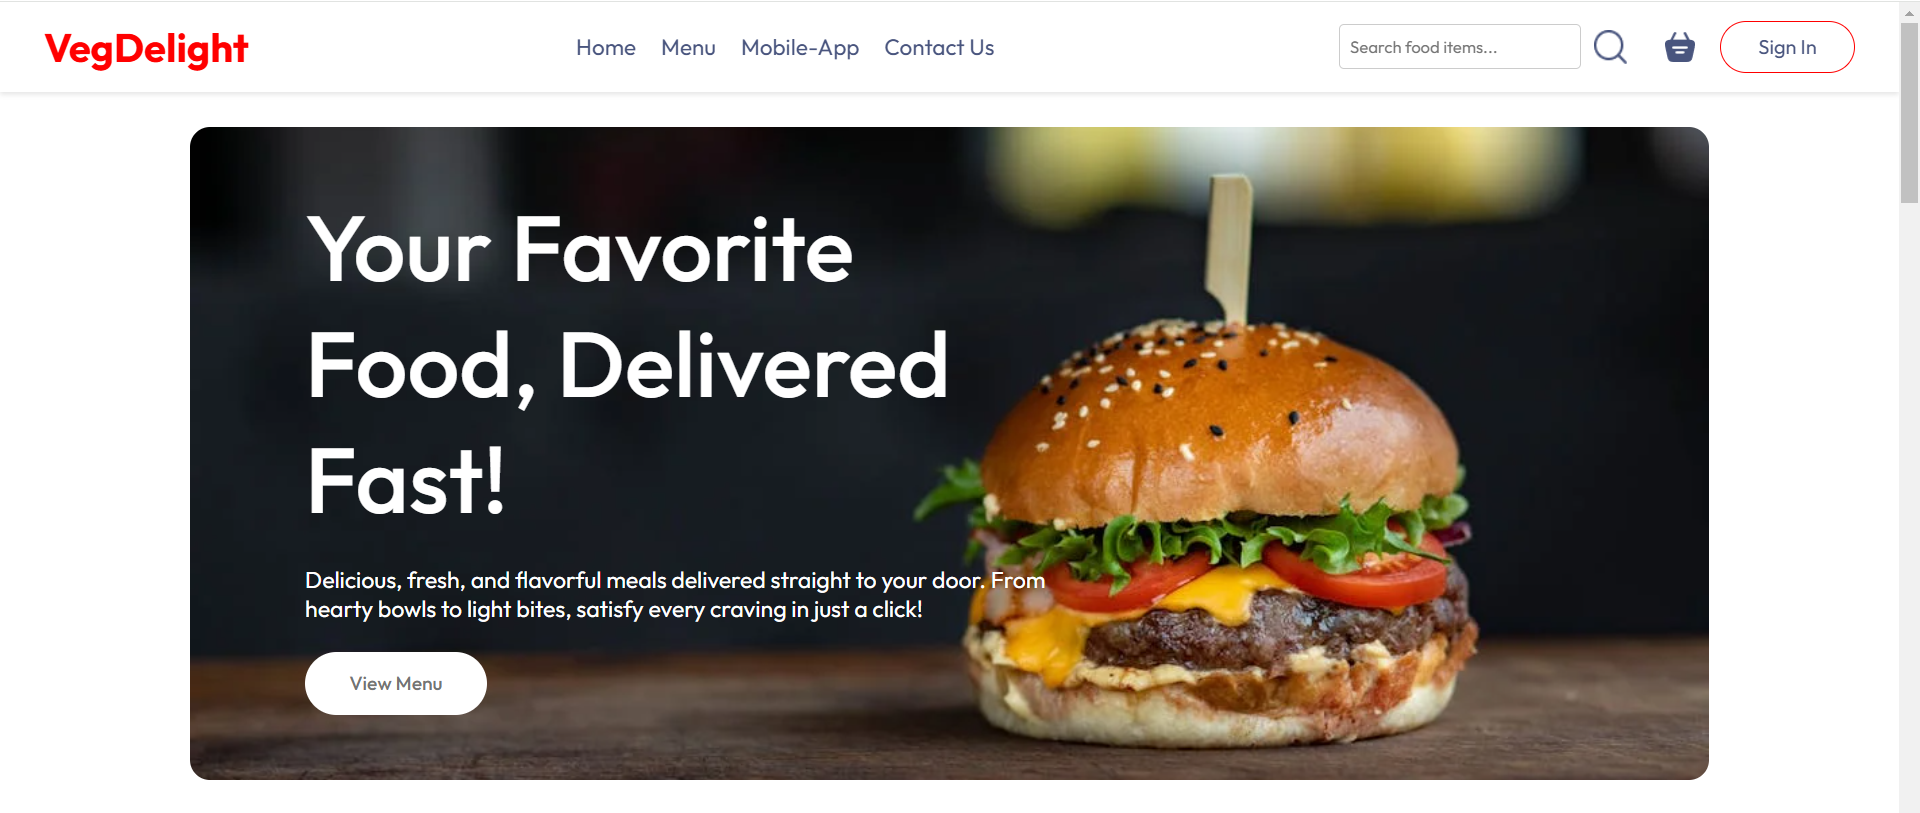 VegDelight
Home Menu Mobile-App Contact Us
Search food items...
Sign In
Your Favorite
Food, Delivered
Fast!
Delicious, fresh, and flavorful meals delivered straight to your door. From
hearty bowls to light bites, satisfy every craving in just a click!
View Menu